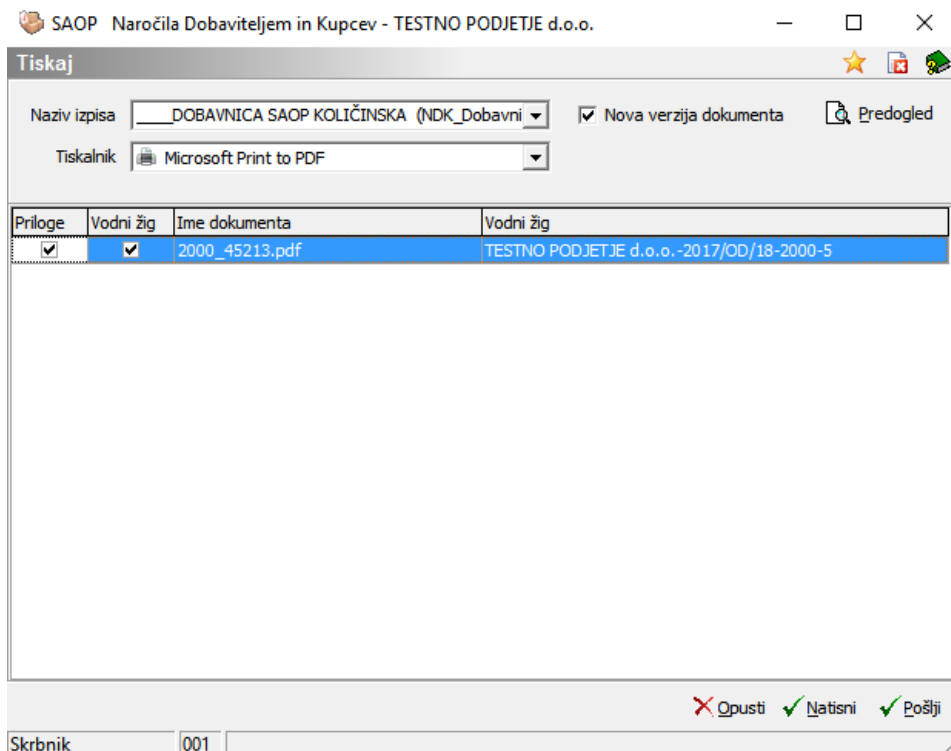 SAOP Naročila Dobaviteljem in Kupcev - TESTNO PODJETJE d.o.o.
Tiskaj
Naziv izpisa ____DOBAVNICA SAOP KOLIČINSKA (NDK_Dobavni Nova verzija dokumenta Predogled
Tiskalnik Microsoft Print to PDF
Priloge Vodni žig Ime dokumenta Vodni žig
2000_45213.pdf TESTNO PODJETJE d.o.o.-2017/OD/18-2000-5
Opusti Natisni Pošlji
Skrbnik 001